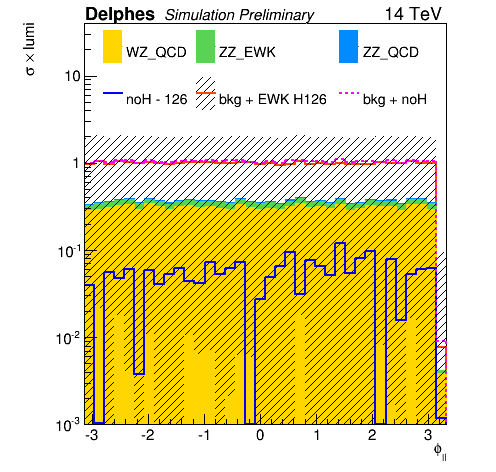 Delphes Simulation Preliminary 14 TeV
σ × lumi
WZ_QCD ZZ_EWK ZZ_QCD
noH - 126 bkg + EWK H126 bkg + noH
10
1
10-1
10-2
10-3
-3 -2 -1 0 1 2 3
ϕ||